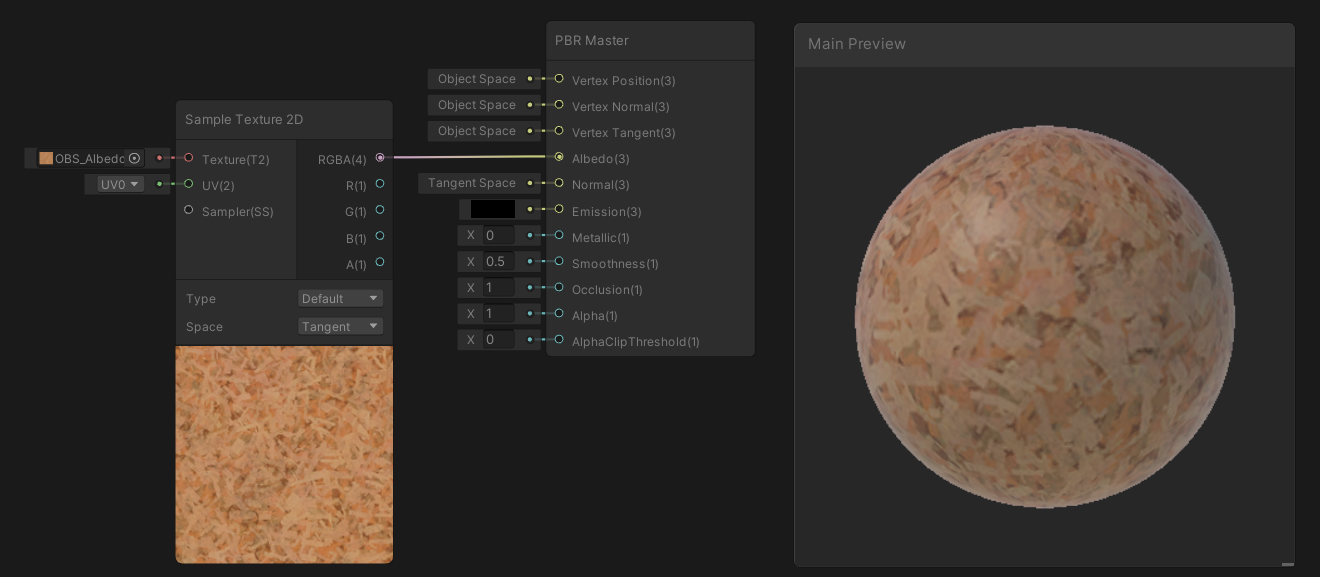 PBR Master
Main Preview
Object Space
Vertex Position(3)
Object Space
Vertex Normal(3)
Object Space
Vertex Tangent(3)
Sample Texture 2D
OBS_Albedo
Texture(T2)
RGBA(4)
Albedo(3)
UV0
UV(2)
R(1)
Tangent Space
Normal(3)
Sampler(SS)
G(1)
Emission(3)
B(1)
X 0
Metallic(1)
A(1)
X 0.5
Smoothness(1)
X 1
Occlusion(1)
Type
Default
X 1
Alpha(1)
Space
Tangent
X 0
AlphaClipThreshold(1)